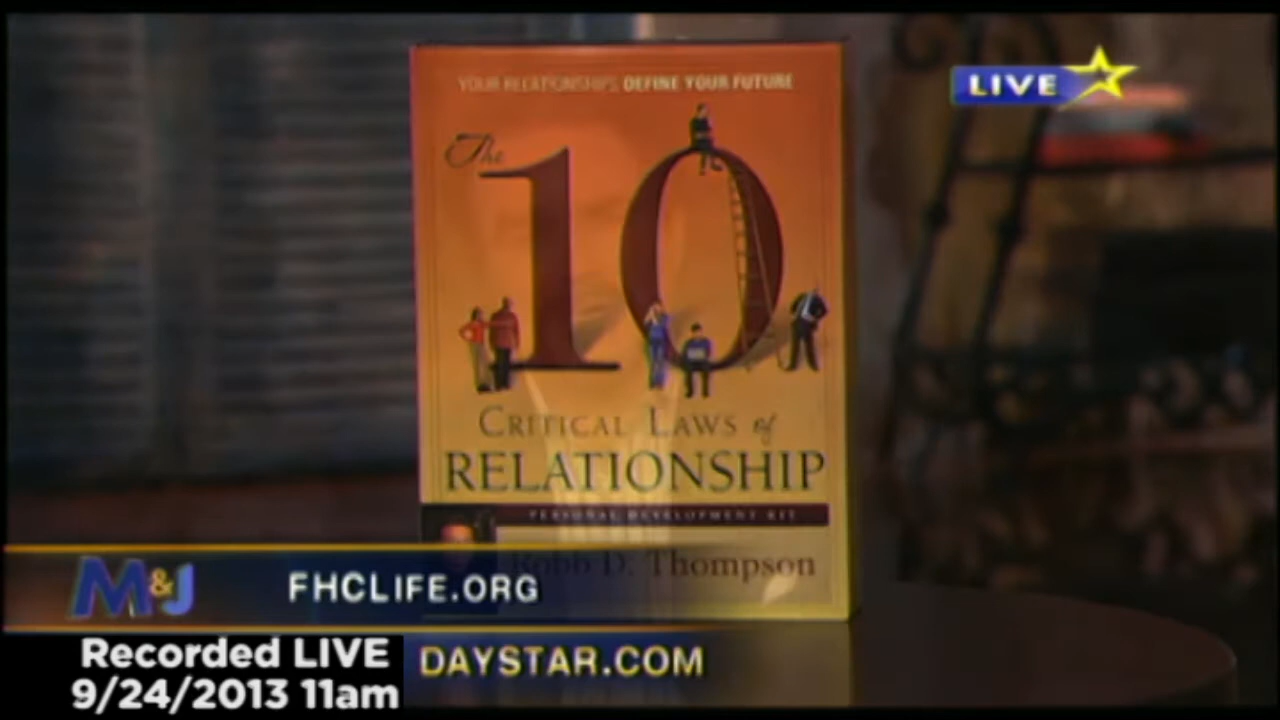 YOUR RELATIONSHIPS DEFINE YOUR FUTURE
LIVE
The
10
CRITICAL LAWS of
RELATIONSHIP
PERSONAL DEVELOPMENT KIT
Robb D. Thompson
M&J
FHCLIFE.ORG
Recorded LIVE
9/24/2013 11am
DAYSTAR.COM